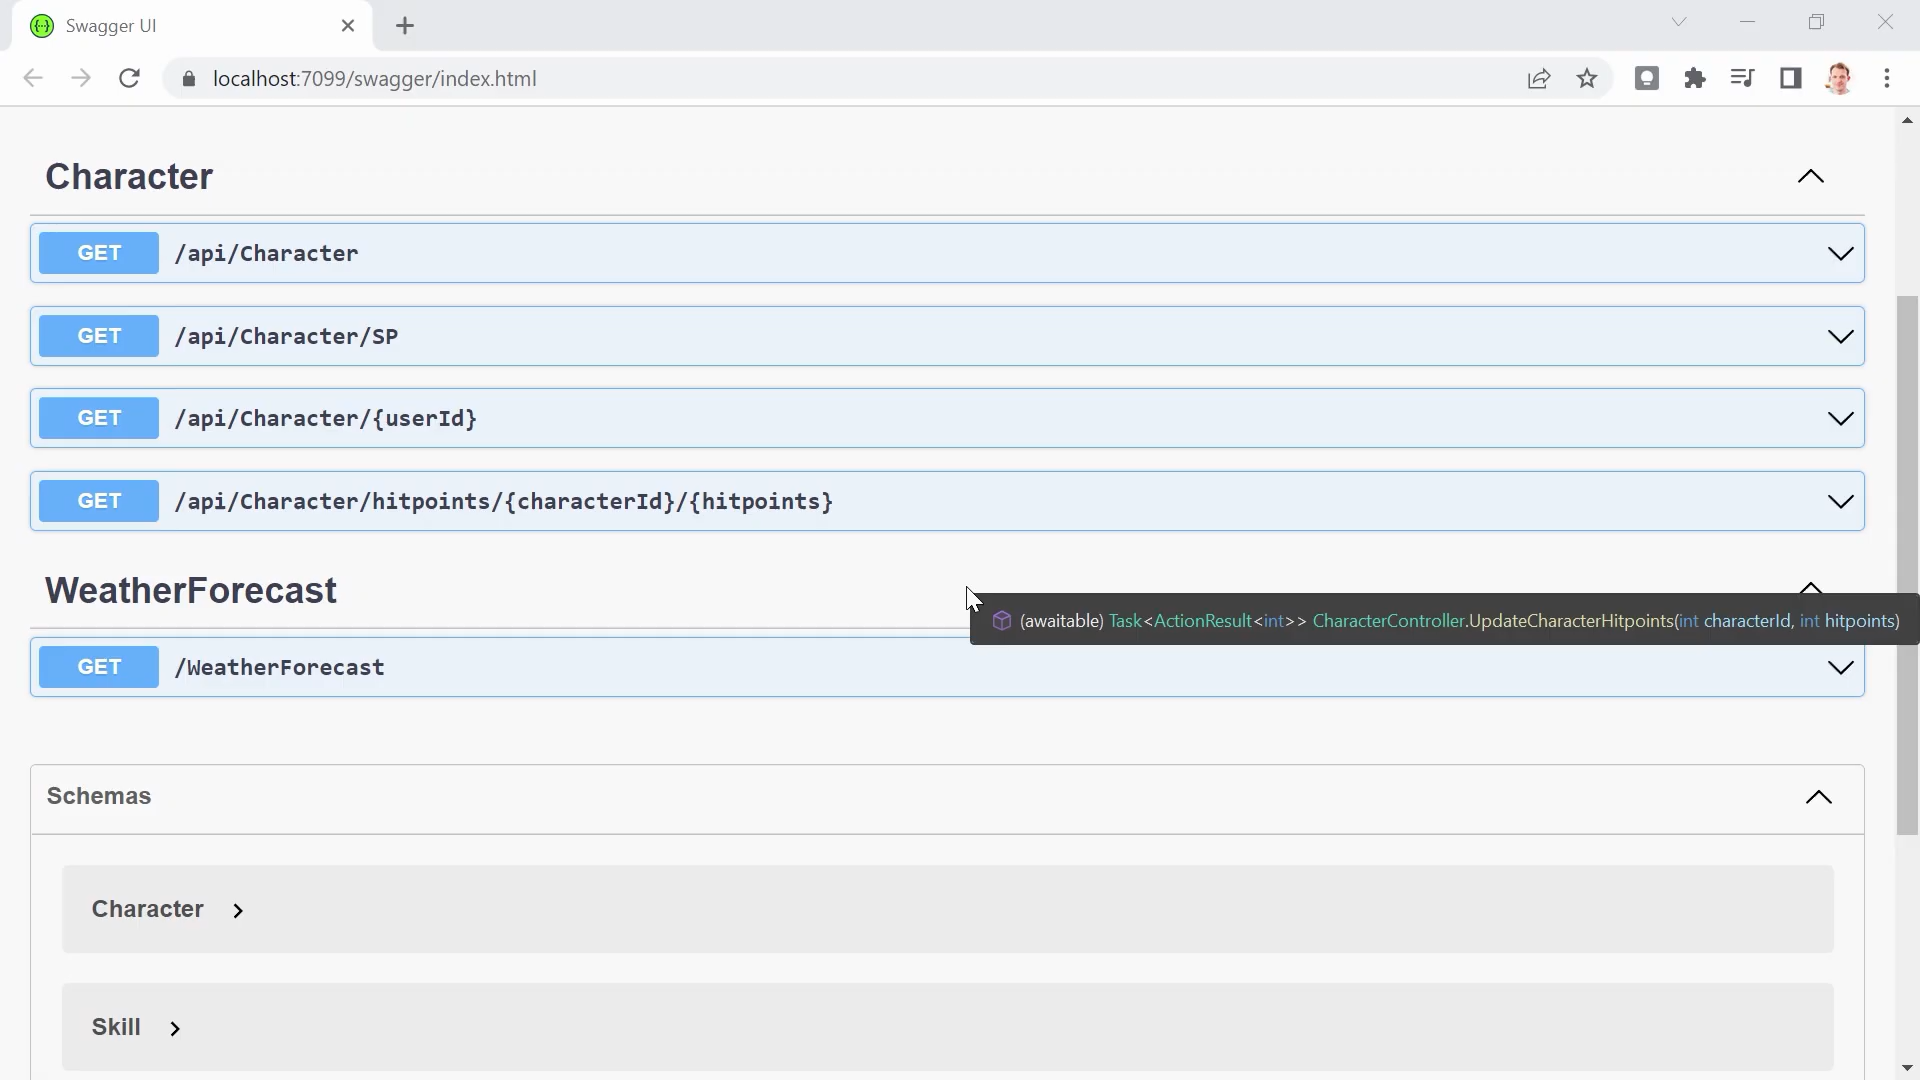 Swagger UI
localhost:7099/swagger/index.html
Character
GET /api/Character
GET /api/Character/SP
GET /api/Character/{userId}
GET /api/Character/hitpoints/{characterId}/{hitpoints}
WeatherForecast
(awaitable) Task<ActionResult<int>> CharacterController.UpdateCharacterHitpoints(int characterId, int hitpoints)
GET /WeatherForecast
Schemas
Character
Skill